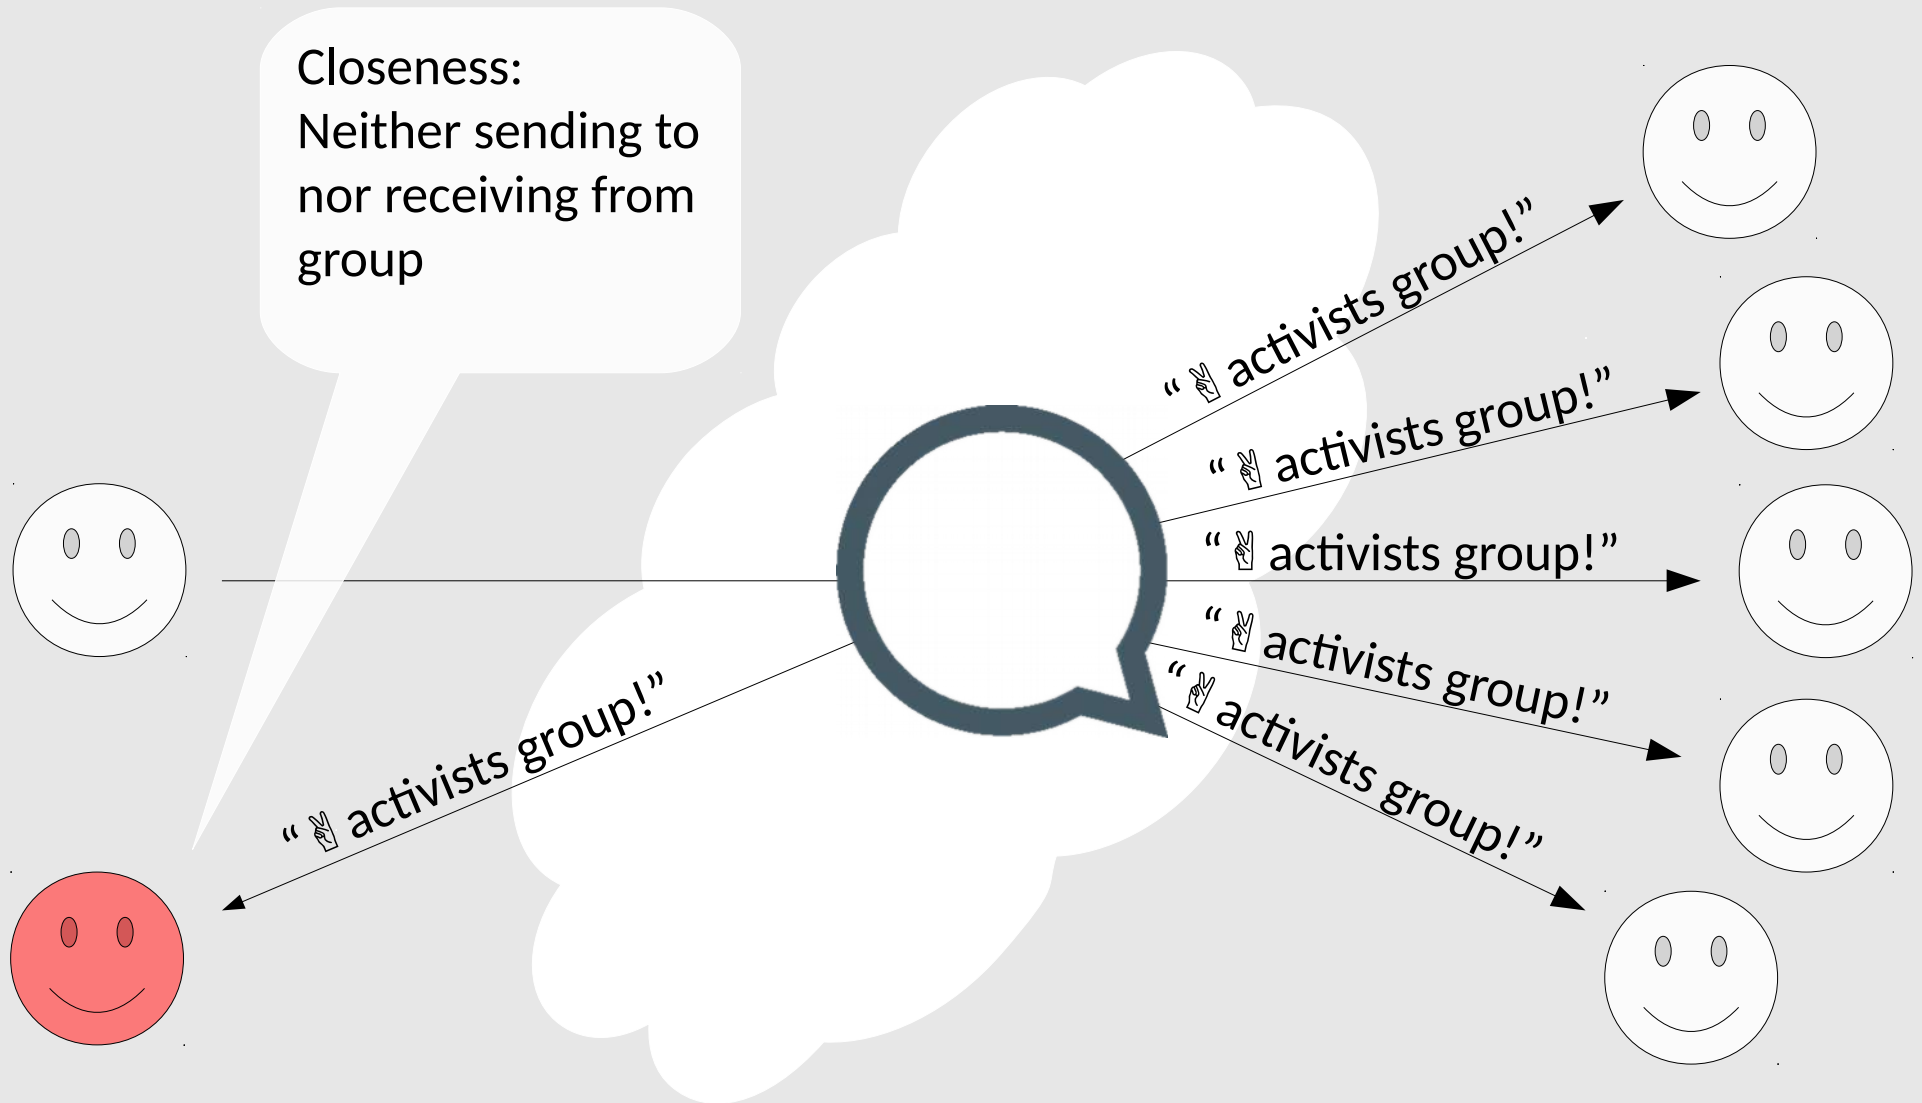 Closeness:
Neither sending to
nor receiving from
group
“✌ activists group!”
“✌ activists group!”
“✌ activists group!”
“✌ activists group!”
“✌ activists group!”
“✌ activists group!”